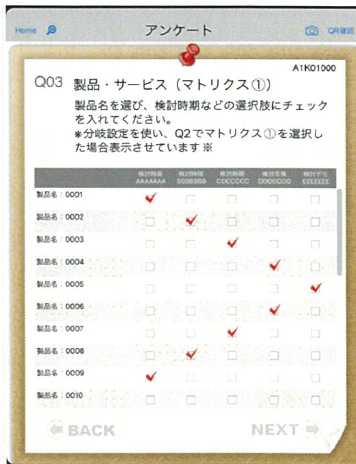 Home
アンケート
QR確認
A1K01000
Q03 製品・サービス（マトリクス①）
製品名を選び、検討時期などの選択肢にチェック
を入れてください。
*分岐設定を使い、Q2でマトリクス①を選択し
た場合表示させています※
AAAAAAA BBBBBBB CCCCCCC DDDDDDD EEEEEEE
製品名：0001
製品名：0002
製品名：0003
製品名：0004
製品名：0005
製品名：0006
製品名：0007
製品名：0008
製品名：0009
製品名：0010
BACK
NEXT